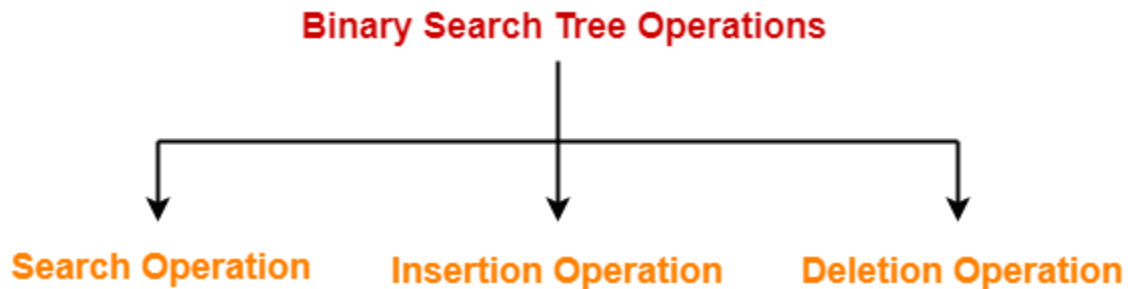 Binary Search Tree Operations
Search Operation
Insertion Operation
Deletion Operation